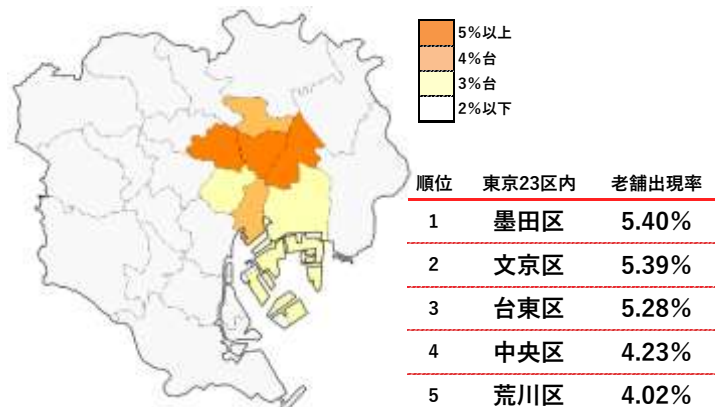 5%以上
4%台
3%台
2%以下
順位 東京23区内 老舗出現率
1 墨田区 5.40%
2 文京区 5.39%
3 台東区 5.28%
4 中央区 4.23%
5 荒川区 4.02%